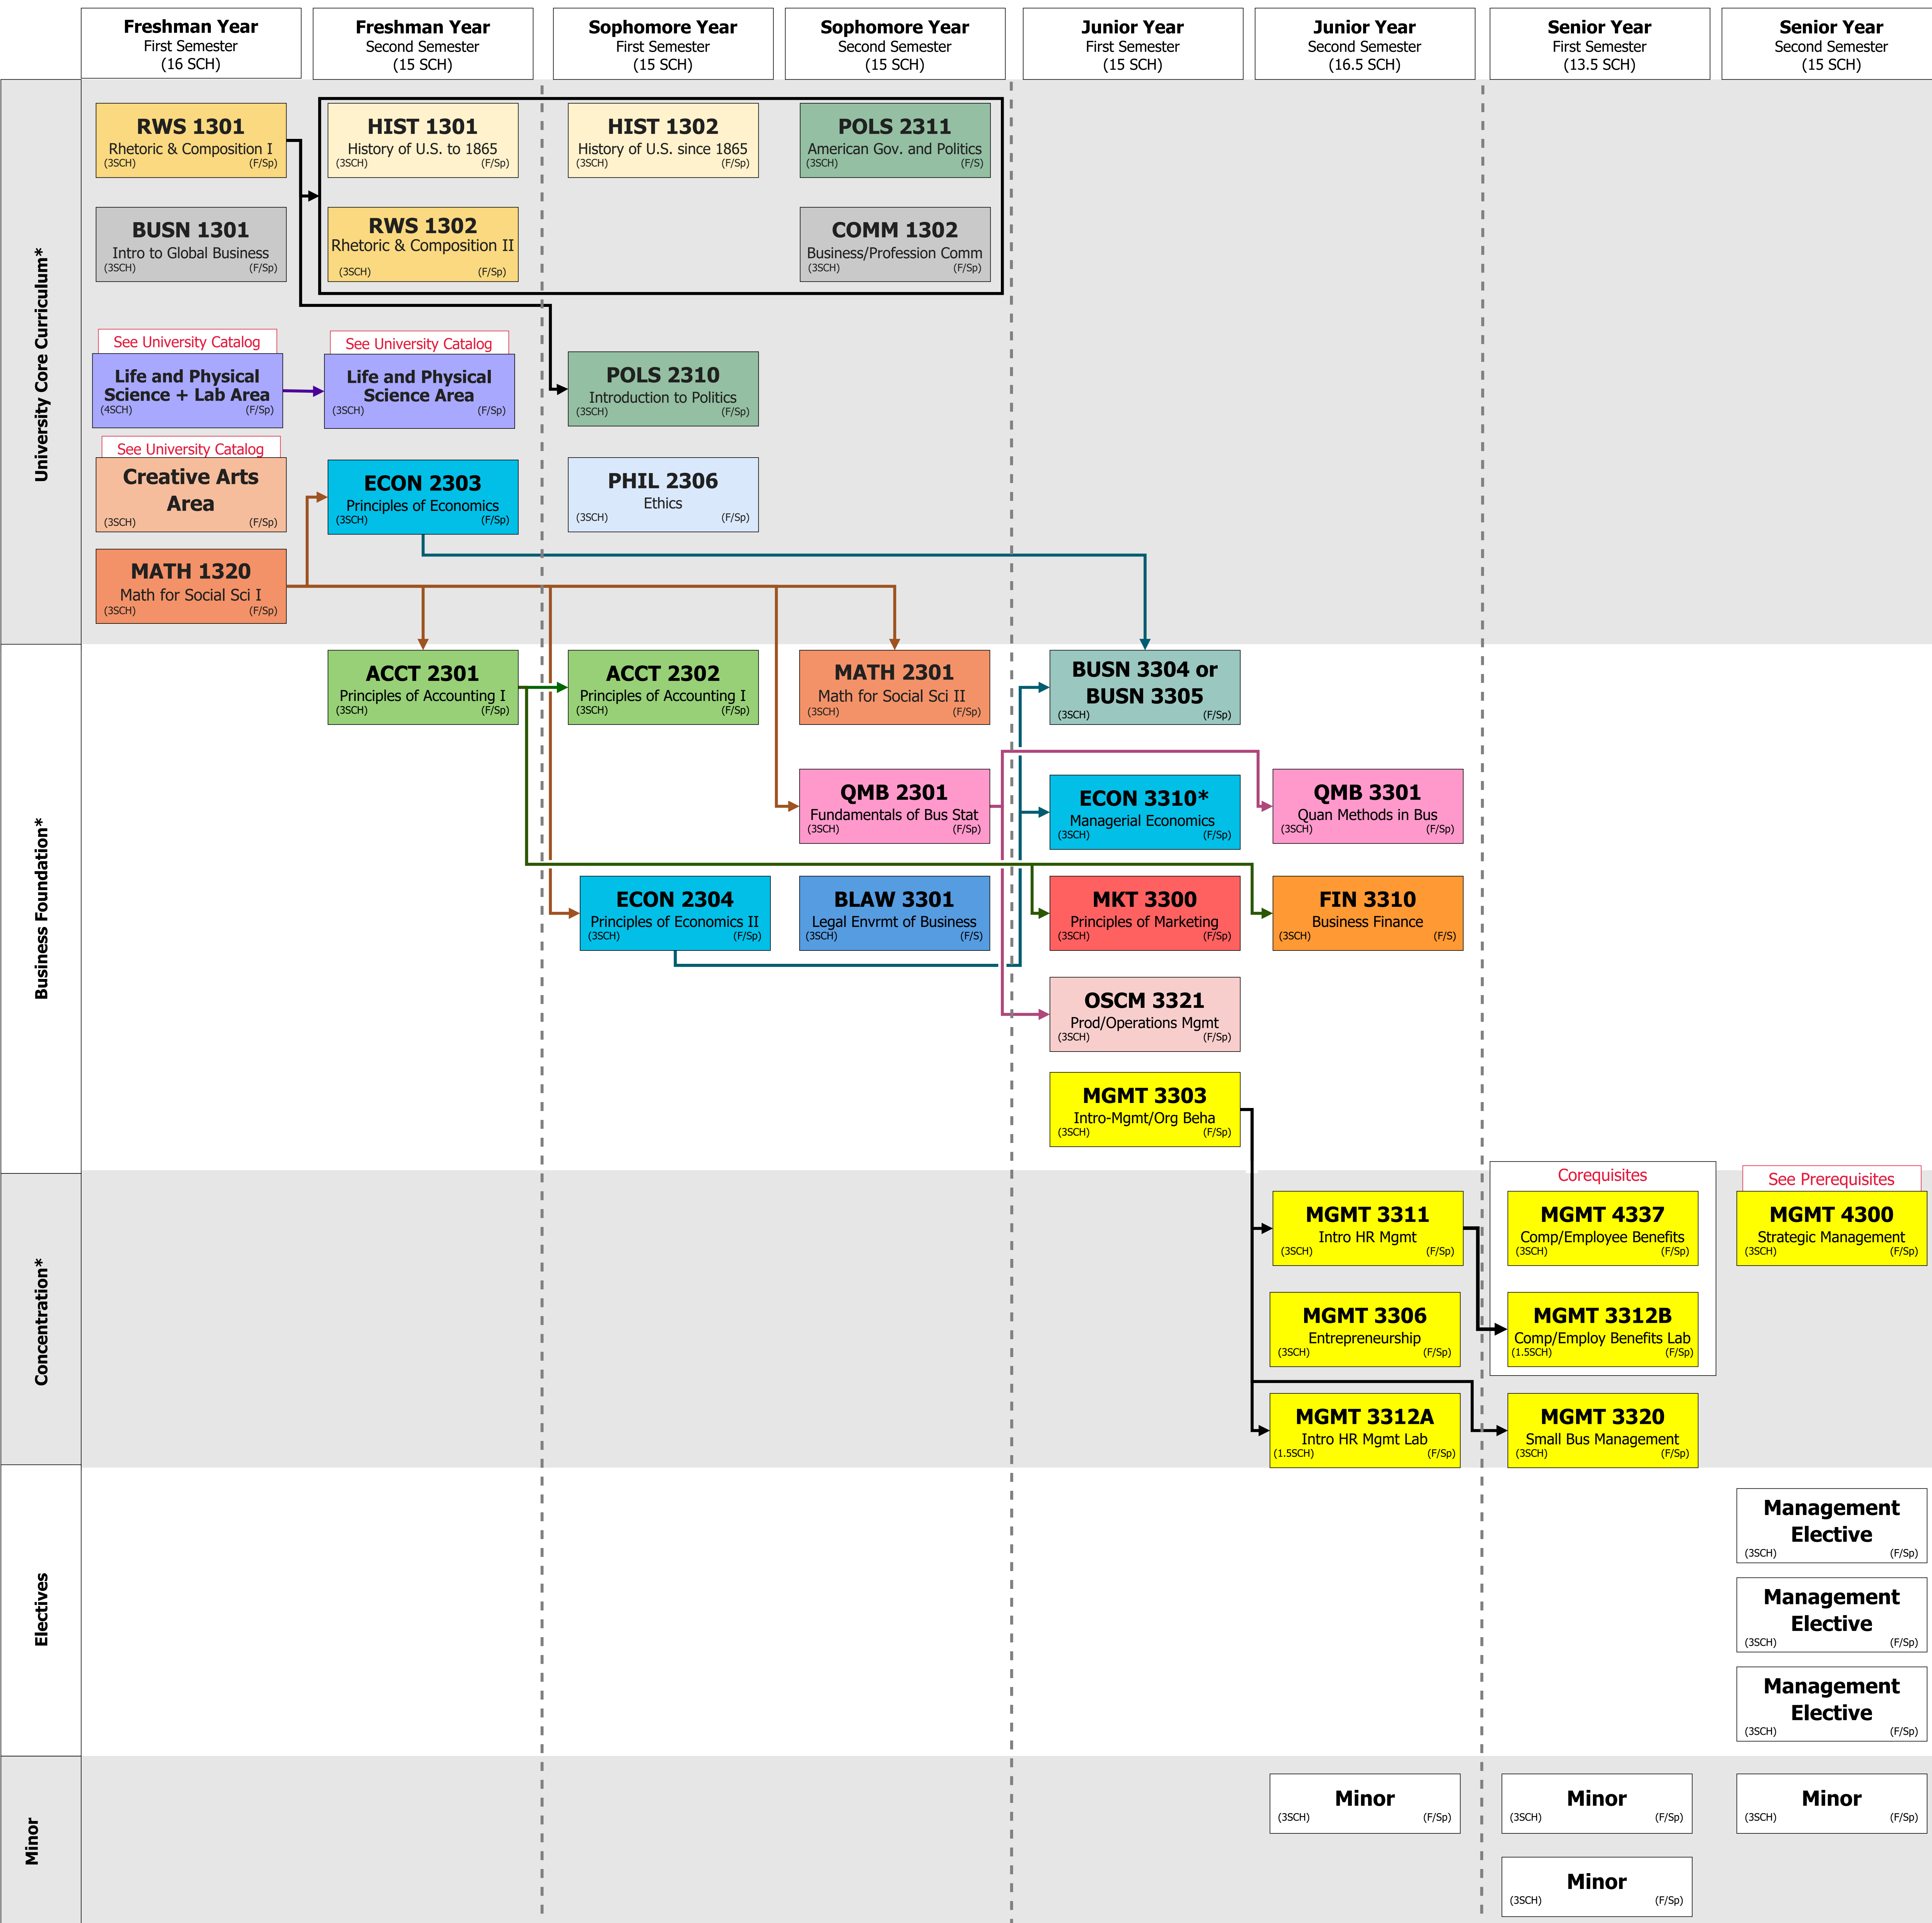 Freshman Year
First Semester
(16 SCH)
Freshman Year
Second Semester
(15 SCH)
Sophomore Year
First Semester
(15 SCH)
Sophomore Year
Second Semester
(15 SCH)
Junior Year
First Semester
(15 SCH)
Junior Year
Second Semester
(16.5 SCH)
Senior Year
First Semester
(13.5 SCH)
Senior Year
Second Semester
(15 SCH)
University Core Curriculum*
RWS 1301
Rhetoric & Composition I
(3SCH) (F/Sp)
HIST 1301
History of U.S. to 1865
(3SCH) (F/Sp)
HIST 1302
History of U.S. since 1865
(3SCH) (F/Sp)
POLS 2311
American Gov. and Politics
(3SCH) (F/S)
BUSN 1301
Intro to Global Business
(3SCH) (F/Sp)
RWS 1302
Rhetoric & Composition II
(3SCH) (F/Sp)
COMM 1302
Business/Profession Comm
(3SCH) (F/Sp)
See University Catalog
Life and Physical
Science + Lab Area
(4SCH) (F/Sp)
See University Catalog
Life and Physical
Science Area
(3SCH) (F/Sp)
POLS 2310
Introduction to Politics
(3SCH) (F/Sp)
See University Catalog
Creative Arts
Area
(3SCH) (F/Sp)
ECON 2303
Principles of Economics
(3SCH) (F/Sp)
PHIL 2306
Ethics
(3SCH) (F/Sp)
MATH 1320
Math for Social Sci I
(3SCH) (F/Sp)
Business Foundation*
ACCT 2301
Principles of Accounting I
(3SCH) (F/Sp)
ACCT 2302
Principles of Accounting I
(3SCH) (F/Sp)
MATH 2301
Math for Social Sci II
(3SCH) (F/Sp)
BUSN 3304 or
BUSN 3305
(3SCH) (F/Sp)
QMB 2301
Fundamentals of Bus Stat
(3SCH) (F/Sp)
ECON 3310*
Managerial Economics
(3SCH) (F/Sp)
QMB 3301
Quan Methods in Bus
(3SCH) (F/Sp)
ECON 2304
Principles of Economics II
(3SCH) (F/Sp)
BLAW 3301
Legal Envrmt of Business
(3SCH) (F/S)
MKT 3300
Principles of Marketing
(3SCH) (F/Sp)
FIN 3310
Business Finance
(3SCH) (F/S)
OSCM 3321
Prod/Operations Mgmt
(3SCH) (F/Sp)
MGMT 3303
Intro-Mgmt/Org Beha
(3SCH) (F/Sp)
Concentration*
MGMT 3311
Intro HR Mgmt
(3SCH) (F/Sp)
Corequisites
MGMT 4337
Comp/Employee Benefits
(3SCH) (F/Sp)
See Prerequisites
MGMT 4300
Strategic Management
(3SCH) (F/Sp)
MGMT 3306
Entrepreneurship
(3SCH) (F/Sp)
MGMT 3312B
Comp/Employ Benefits Lab
(1.5SCH) (F/Sp)
MGMT 3312A
Intro HR Mgmt Lab
(1.5SCH) (F/Sp)
MGMT 3320
Small Bus Management
(3SCH) (F/Sp)
Electives
Management
Elective
(3SCH) (F/Sp)
Management
Elective
(3SCH) (F/Sp)
Management
Elective
(3SCH) (F/Sp)
Minor
Minor
(3SCH) (F/Sp)
Minor
(3SCH) (F/Sp)
Minor
(3SCH) (F/Sp)
Minor
(3SCH) (F/Sp)